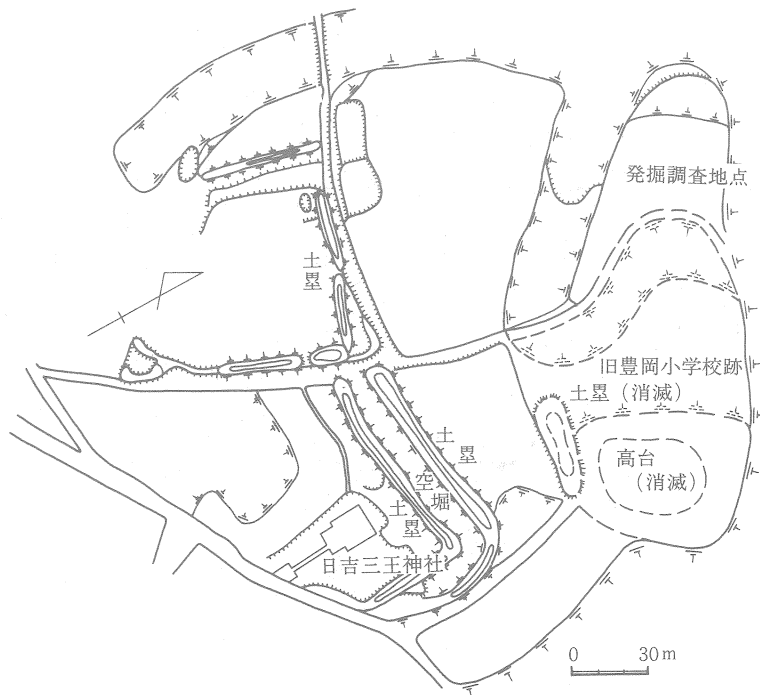 発掘調査地点
土塁
旧豊岡小学校跡
土塁（消滅）
高台
（消滅）
土塁
空堀
土塁
日吉三王神社
0 30m